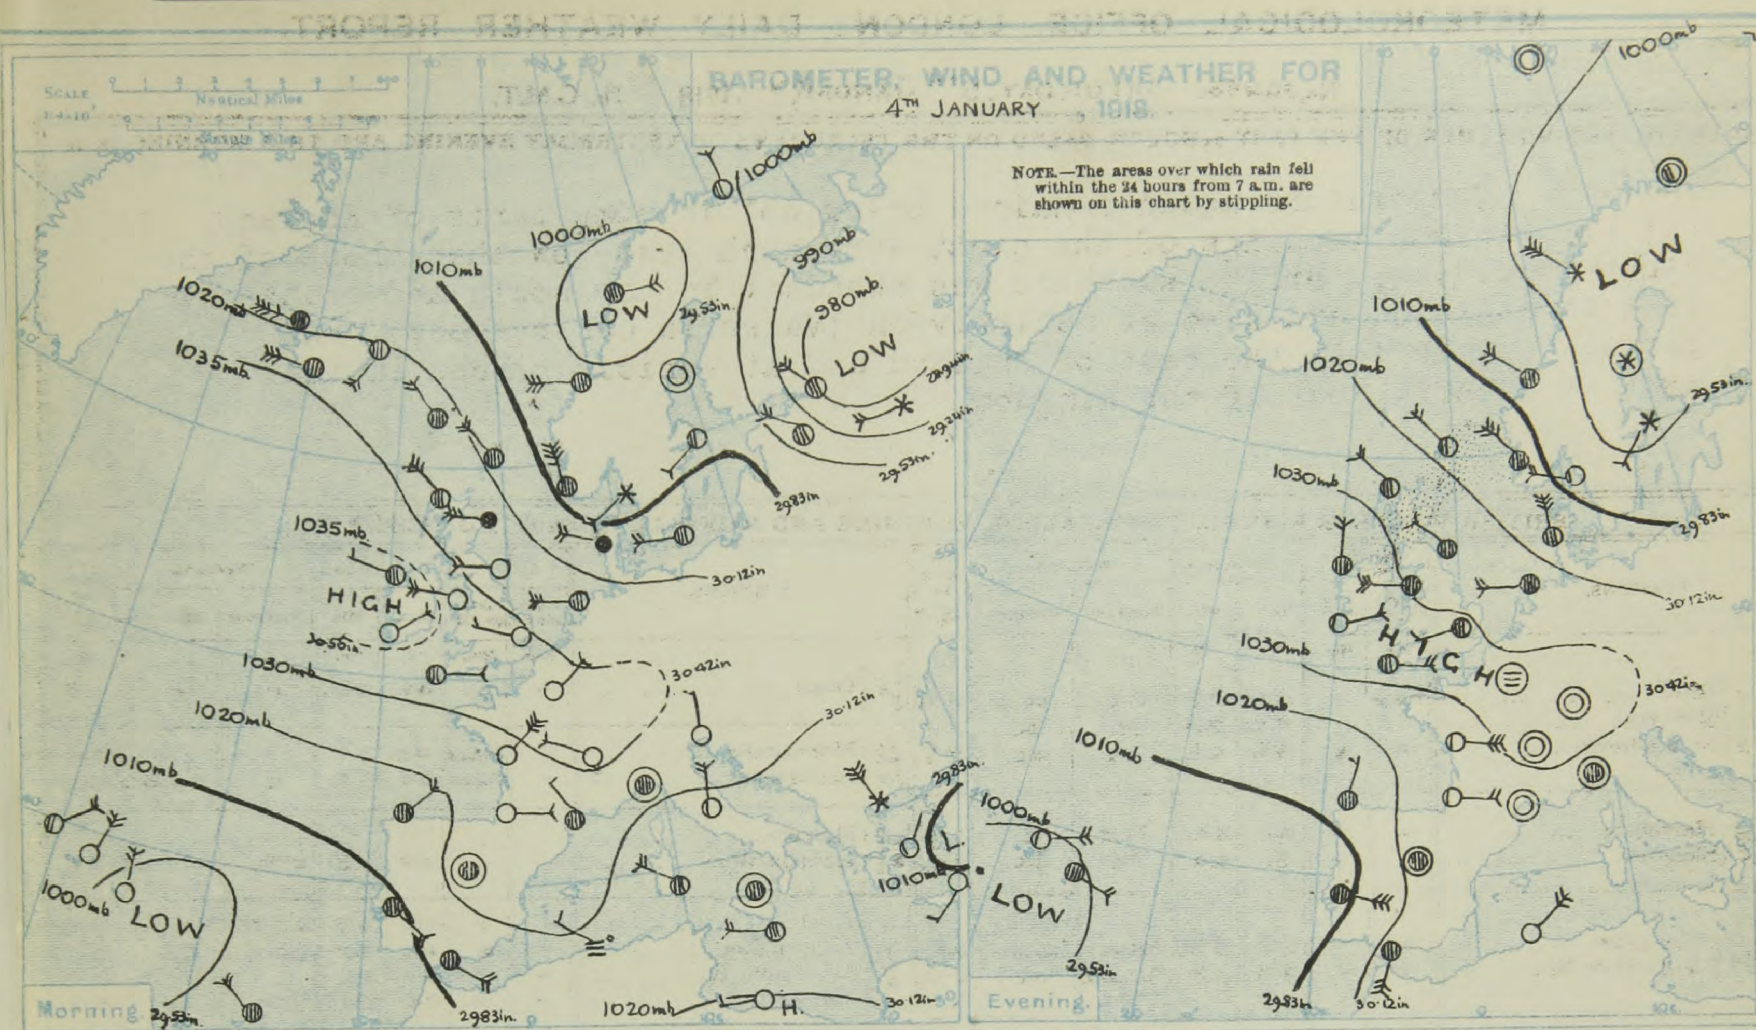 BAROMETER, WIND AND WEATHER FOR
4TH JANUARY, 1918.
SCALE
Nautical Miles
NOTE.—The areas over which rain fell
within the 24 hours from 7 a.m. are
shown on this chart by stippling.
1000mb
1000mb
1010mb
LOW
29.53in.
990mb
980mb
LOW
1020mb
1035mb
29.24in
29.53in.
29.83in
1035mb
HIGH
30.12in
1030mb
30.42in
1020mb
30.12in
1010mb
29.83in.
L.
1010mb
1000mb
LOW
29.53in.
29.83in.
1020mb
H.
30.12in
Morning.
1000mb
LOW
1010mb
1020mb
29.53in.
1030mb
29.83in
30.12in
HIGH
1030mb
30.42in
1020mb
1010mb
1000mb
LOW
29.53in
29.83in
30.12in
Evening.